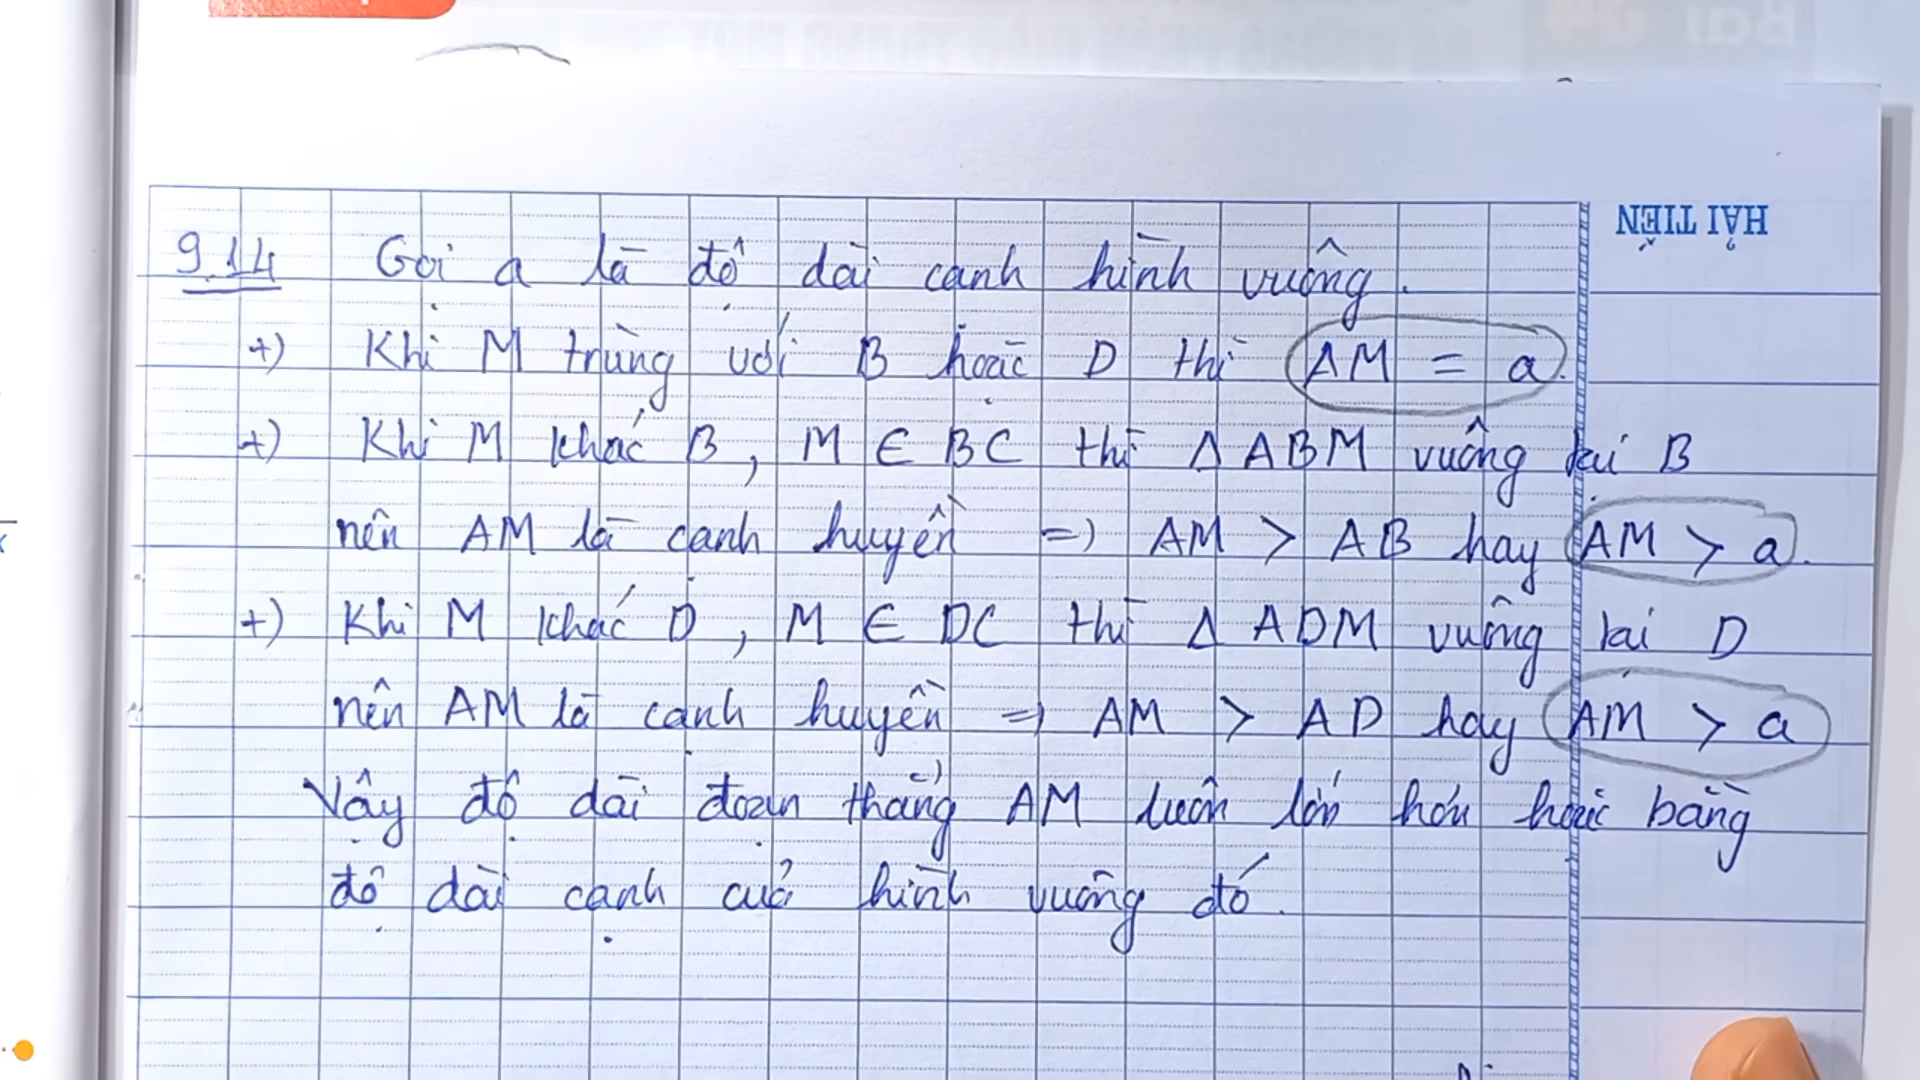 HẢI TIẾN
9.14 Gọi a là độ dài cạnh hình vuông.
+) Khi M trùng với B hoặc D thì AM = a.
+) Khi M khác B, M ∈ BC thì Δ ABM vuông tại B
nên AM là cạnh huyền => AM > AB hay AM > a.
+) Khi M khác D, M ∈ DC thì Δ ADM vuông tại D
nên AM là cạnh huyền => AM > AD hay AM > a
Vậy độ dài đoạn thẳng AM luôn lớn hơn hoặc bằng
độ dài cạnh của hình vuông đó.